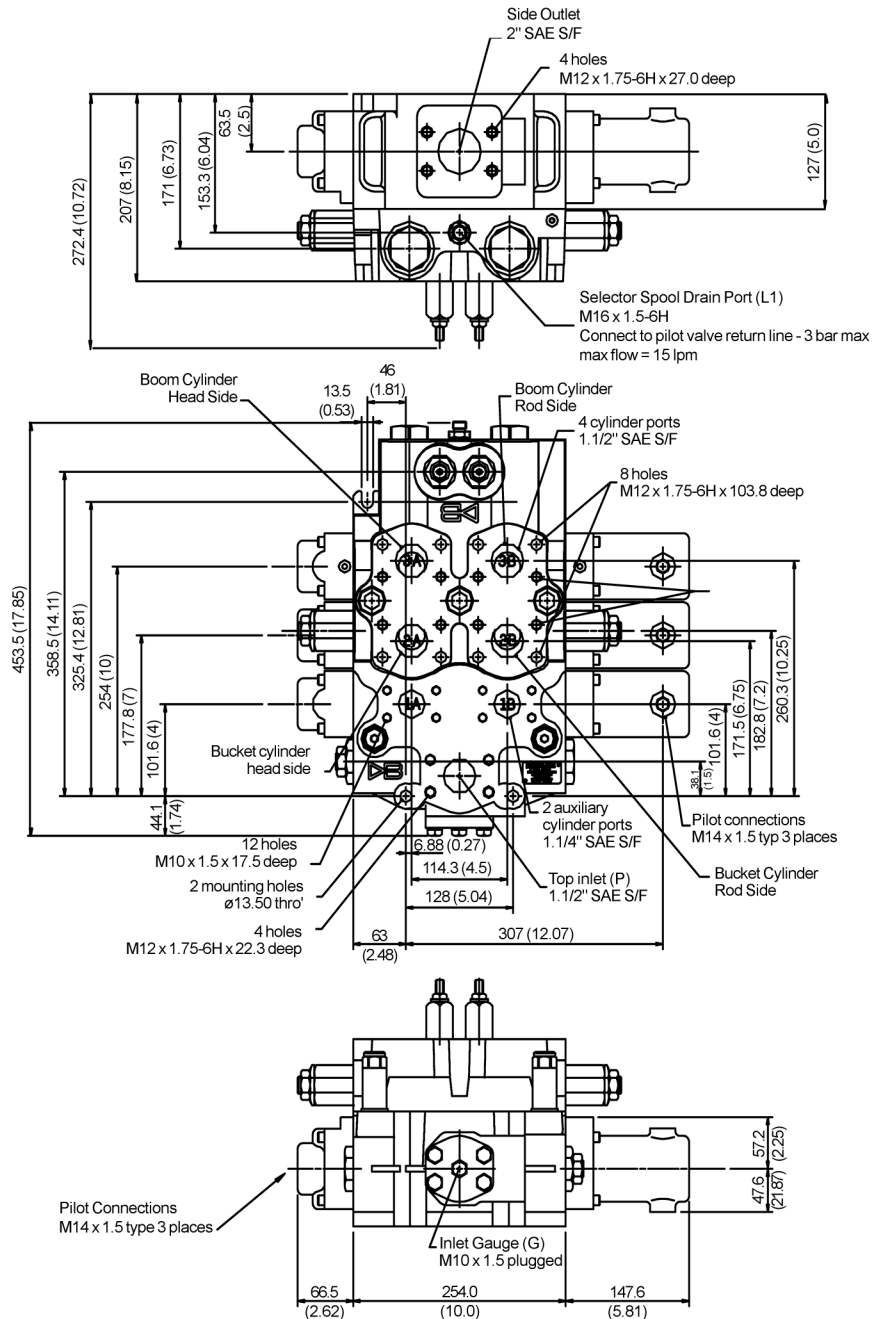 Side Outlet
2" SAE S/F
4 holes
M12 x 1.75-6H x 27.0 deep
272.4 (10.72)
207 (8.15)
171 (6.73)
153.3 (6.04)
63.5
(2.5)
127 (5.0)
Selector Spool Drain Port (L1)
M16 x 1.5-6H
Connect to pilot valve return line - 3 bar max
max flow = 15 lpm
Boom Cylinder
Head Side
13.5
(0.53)
46
(1.81)
Boom Cylinder
Rod Side
4 cylinder ports
1.1/2" SAE S/F
8 holes
M12 x 1.75-6H x 103.8 deep
3A
3B
2A
2B
1A
1B
453.5 (17.85)
358.5 (14.11)
325.4 (12.81)
254 (10)
177.8 (7)
101.6 (4)
44.1
(1.74)
38.1
(1.5)
101.6 (4)
171.5 (6.75)
182.8 (7.2)
260.3 (10.25)
Bucket cylinder
head side
12 holes
M10 x 1.5 x 17.5 deep
2 mounting holes
ø13.50 thro'
4 holes
M12 x 1.75-6H x 22.3 deep
6.88 (0.27)
114.3 (4.5)
128 (5.04)
63
(2.48)
307 (12.07)
2 auxiliary
cylinder ports
1.1/4" SAE S/F
Top inlet (P)
1.1/2" SAE S/F
Pilot connections
M14 x 1.5 typ 3 places
Bucket Cylinder
Rod Side
Pilot Connections
M14 x 1.5 type 3 places
Inlet Gauge (G)
M10 x 1.5 plugged
57.2
(2.25)
47.6
(21.87)
66.5
(2.62)
254.0
(10.0)
147.6
(5.81)